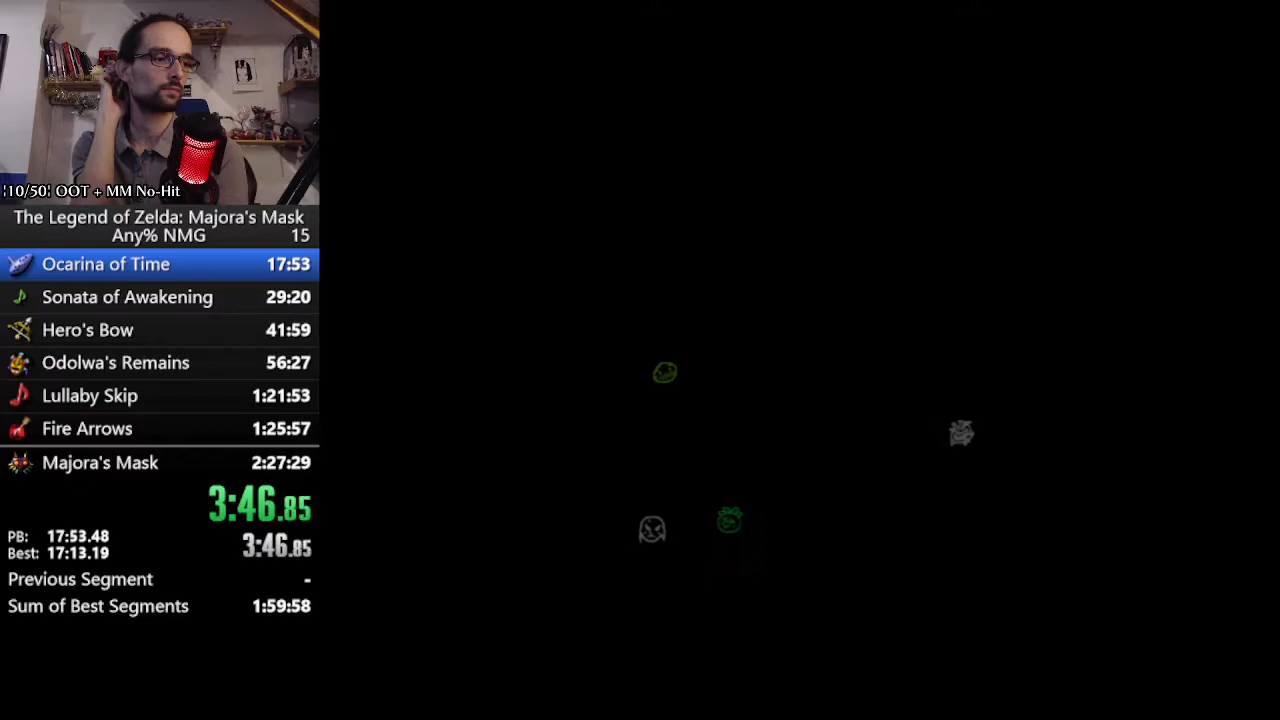 ¦10/50¦ OOT + MM No-Hit
The Legend of Zelda: Majora's Mask
Any% NMG 15
Ocarina of Time 17:53
Sonata of Awakening 29:20
Hero's Bow 41:59
Odolwa's Remains 56:27
Lullaby Skip 1:21:53
Fire Arrows 1:25:57
Majora's Mask 2:27:29
3:46.85
PB: 17:53.48
Best: 17:13.19
3:46.85
Previous Segment -
Sum of Best Segments 1:59:58